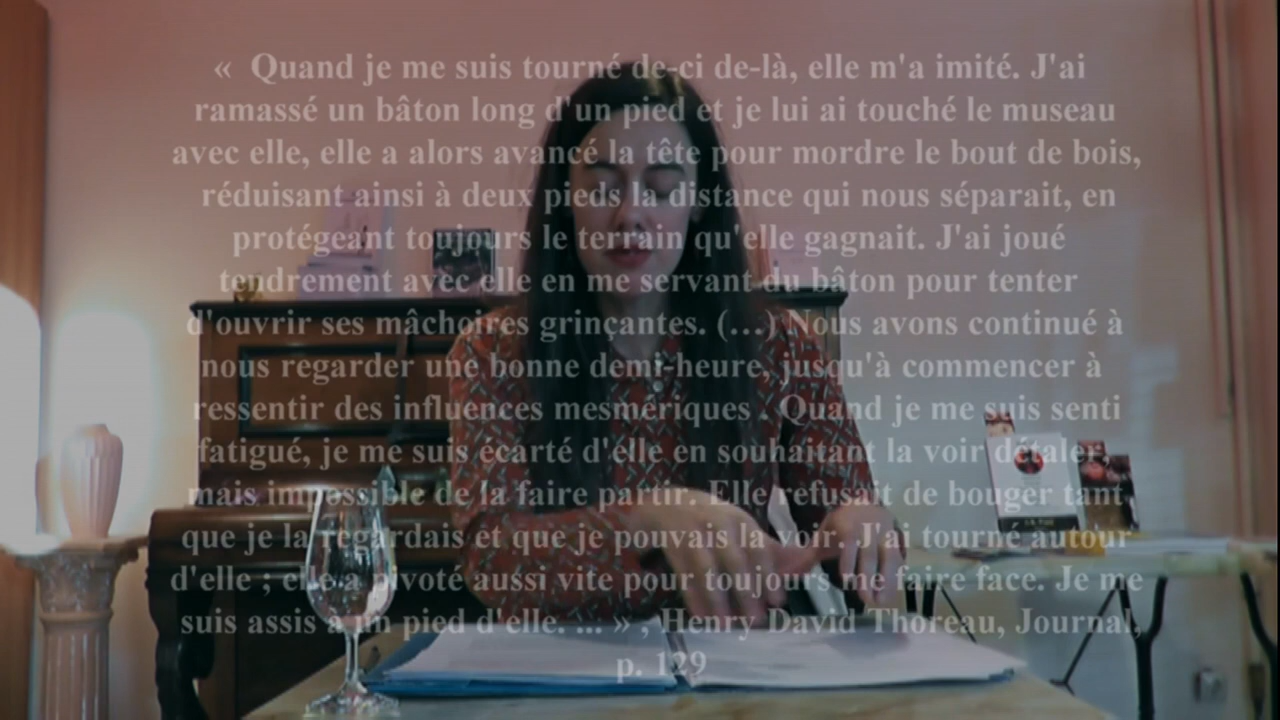 «  Quand je me suis tourné de-ci de-là, elle m'a imité. J'ai
ramassé un bâton long d'un pied et je lui ai touché le museau
avec elle, elle a alors avancé la tête pour mordre le bout de bois,
réduisant ainsi à deux pieds la distance qui nous séparait, en
protégeant toujours le terrain qu'elle gagnait. J'ai joué
tendrement avec elle en me servant du bâton pour tenter
d'ouvrir ses mâchoires grinçantes. (…) Nous avons continué à
nous regarder une bonne demi-heure, jusqu'à commencer à
ressentir des influences mesmériques . Quand je me suis senti
fatigué, je me suis écarté d'elle en souhaitant la voir détaler
mais impossible de la faire partir. Elle refusait de bouger tant
que je la regardais et que je pouvais la voir. J'ai tourné autour
d'elle ; elle a pivoté aussi vite pour toujours me faire face. Je me
suis assis à un pied d'elle. ... » , Henry David Thoreau, Journal,
p. 129